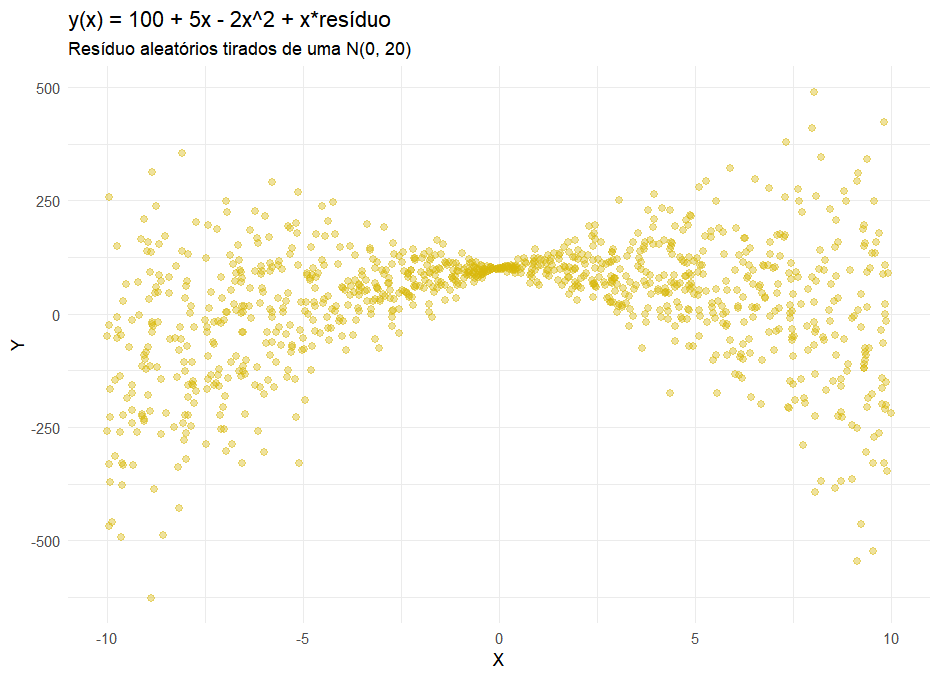 y(x) = 100 + 5x - 2x^2 + x*resíduo
Resíduo aleatórios tirados de uma N(0, 20)
500
250
0
-250
-500
Y
-10
-5
0
5
10
X